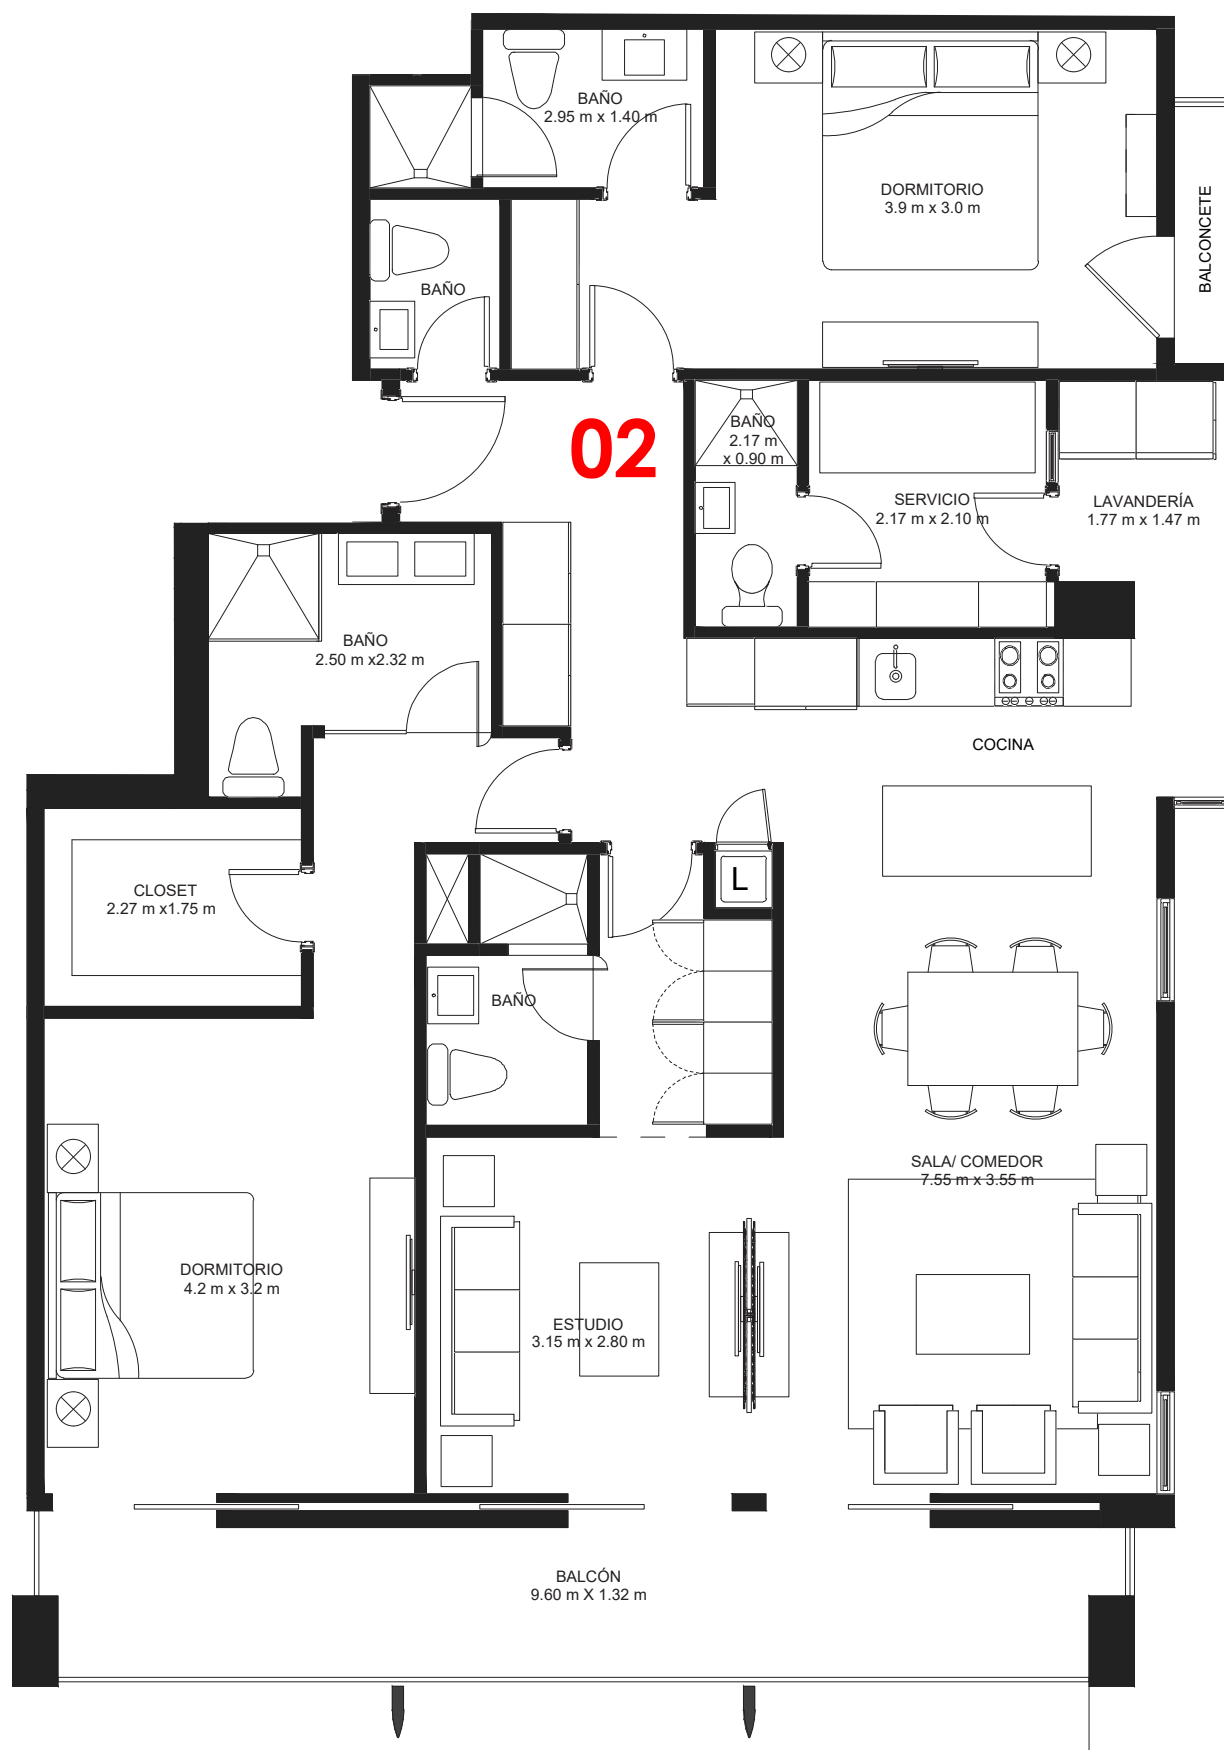 BAÑO
2.95 m x 1.40 m
DORMITORIO
3.9 m x 3.0 m
BALCONCETE
BAÑO
02
BAÑO
2.17 m
x 0.90 m
SERVICIO
2.17 m x 2.10 m
LAVANDERÍA
1.77 m x 1.47 m
BAÑO
2.50 m x2.32 m
COCINA
CLOSET
2.27 m x1.75 m
L
BAÑO
SALA/ COMEDOR
7.55 m x 3.55 m
DORMITORIO
4.2 m x 3.2 m
ESTUDIO
3.15 m x 2.80 m
BALCÓN
9.60 m X 1.32 m